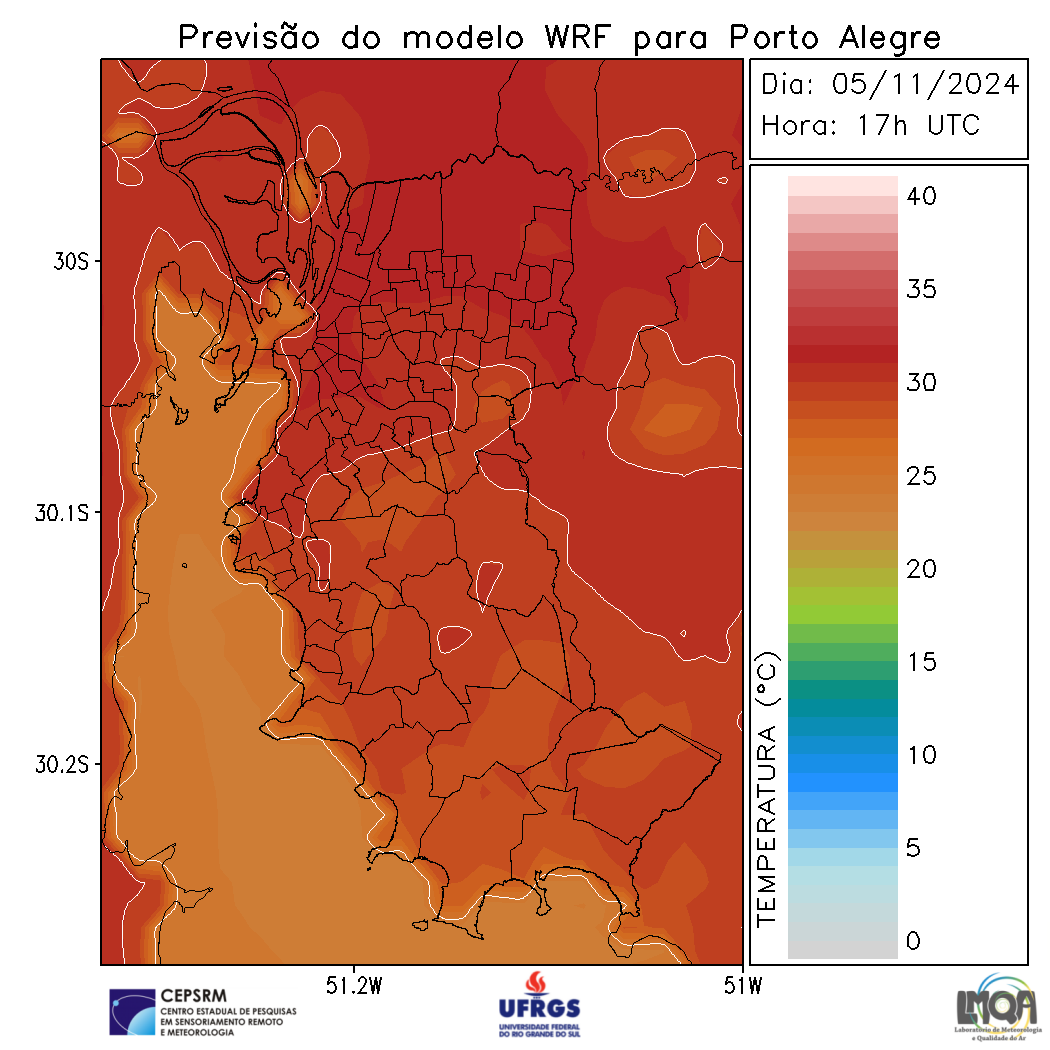 Previsão do modelo WRF para Porto Alegre
Dia: 05/11/2024
Hora: 17h UTC
40
35
30
25
20
15
10
5
0
TEMPERATURA (°C)
30S
30.1S
30.2S
51.2W
51W
CEPSRM
CENTRO ESTADUAL DE PESQUISAS
EM SENSORIAMENTO REMOTO
E METEOROLOGIA
UFRGS
UNIVERSIDADE FEDERAL
DO RIO GRANDE DO SUL
LMQA
Laboratório de Meteorologia
e Qualidade do Ar